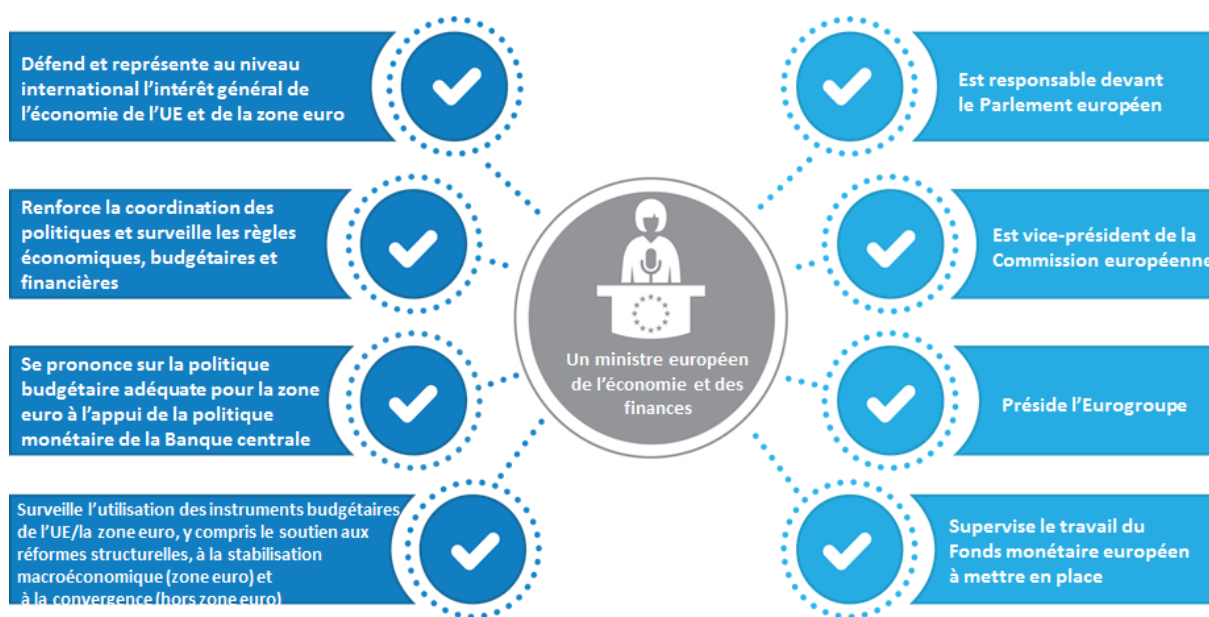 Défend et représente au niveau
international l’intérêt général de
l’économie de l’UE et de la zone euro
Renforce la coordination des
politiques et surveille les règles
économiques, budgétaires et
financières
Se prononce sur la politique
budgétaire adéquate pour la zone
euro à l’appui de la politique
monétaire de la Banque centrale
Surveille l’utilisation des instruments budgétaires
de l’UE/la zone euro, y compris le soutien aux
réformes structurelles, à la stabilisation
macroéconomique (zone euro) et
à la convergence (hors zone euro)
Un ministre européen
de l’économie et des
finances
Est responsable devant
le Parlement européen
Est vice-président de la
Commission européenne
Préside l’Eurogroupe
Supervise le travail du
Fonds monétaire européen
à mettre en place